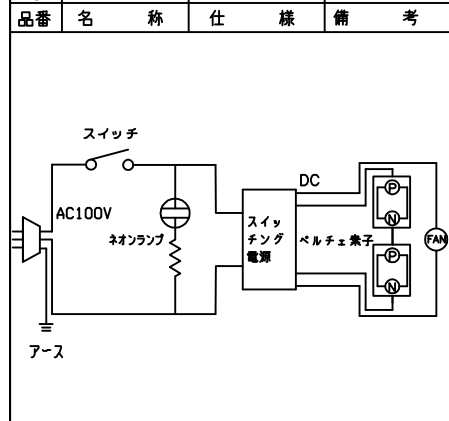 品番 名称 仕様 備考
スイッチ
AC100V
ネオンランプ
アース
スイッ
チング
電源
DC
ペルチェ素子
P
N
P
N
FAN